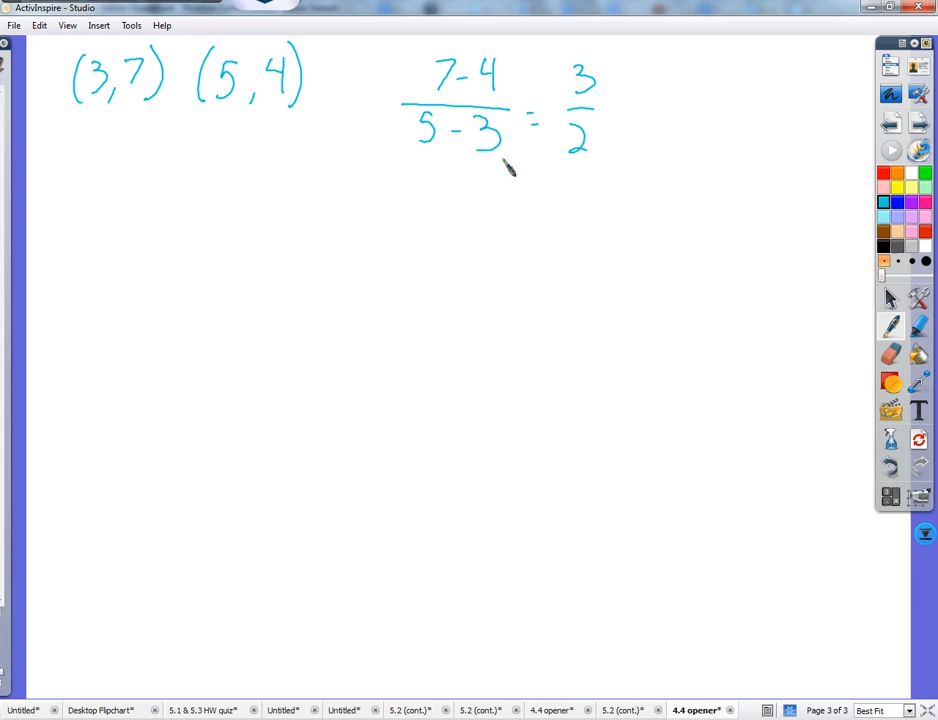 ActivInspire - Studio
File Edit View Insert Tools Help
(3,7) (5,4)
7-4
5-3
=
3
2
Untitled* Desktop Flipchart* 5.1 & 5.3 HW quiz* Untitled* Untitled* 5.2 (cont.)* 5.2 (cont.)* 4.4 opener* 5.2 (cont.)* 4.4 opener* Page 3 of 3 Best Fit